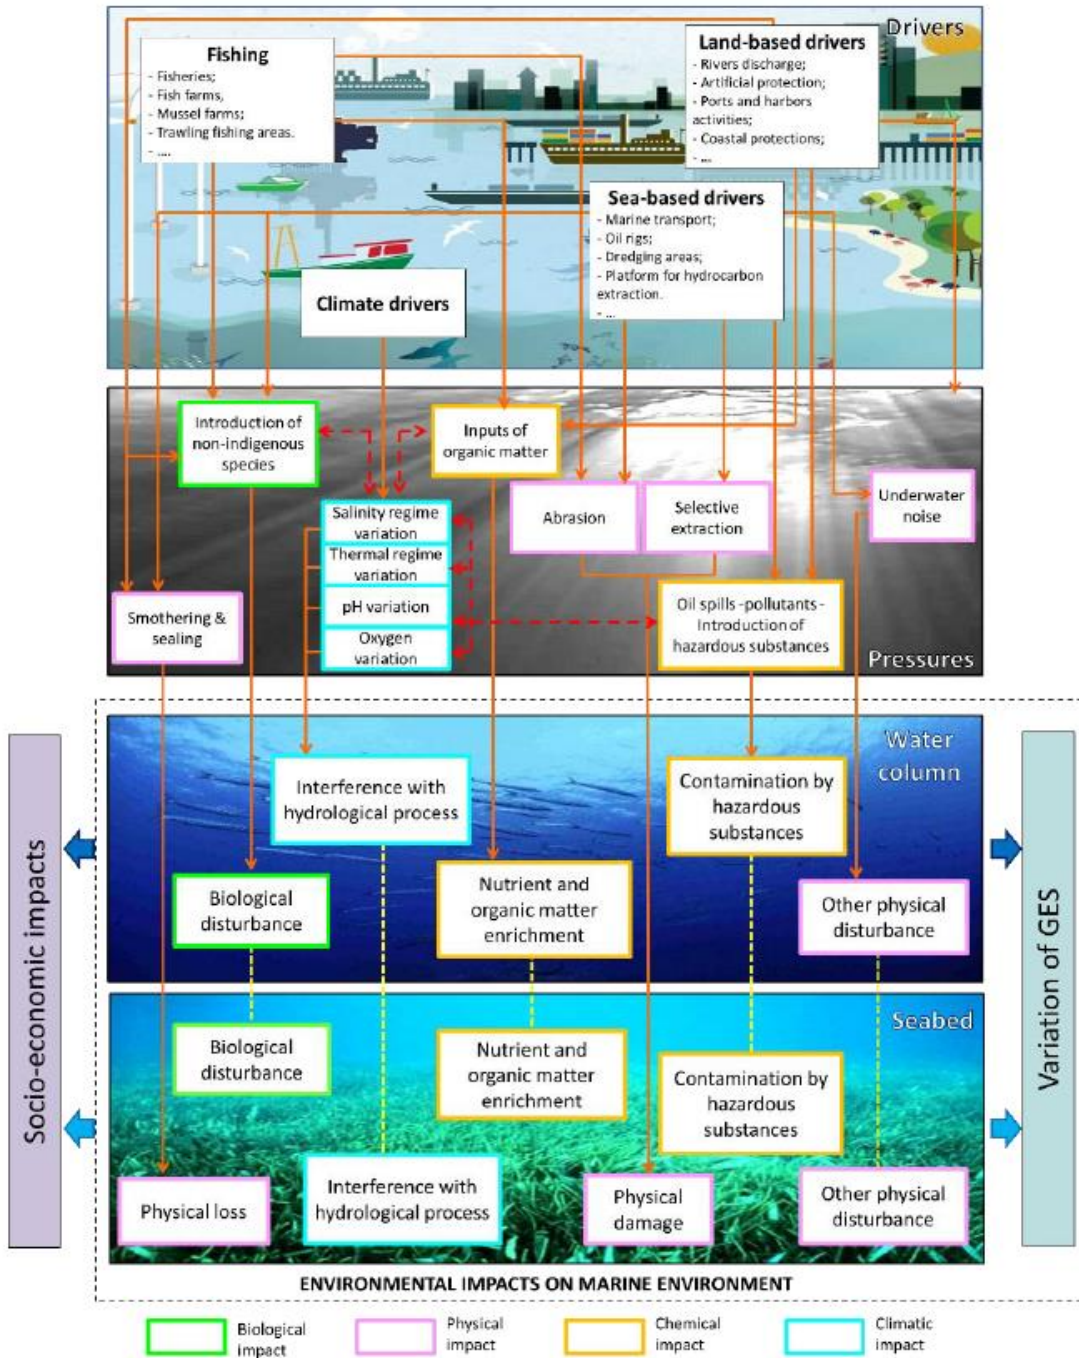 Drivers
Fishing
- Fisheries;
- Fish farms,
- Mussel farms;
- Trawling fishing areas.
- ....
Land-based drivers
- Rivers discharge;
- Artificial protection;
- Ports and harbors
activities;
- Coastal protections;
- ...
Sea-based drivers
- Marine transport;
- Oil rigs;
- Dredging areas;
- Platform for hydrocarbon
extraction.
- ...
Climate drivers
Introduction of
non-indigenous
species
Inputs of
organic matter
Salinity regime
variation
Thermal regime
variation
pH variation
Oxygen
variation
Abrasion
Selective
extraction
Underwater
noise
Smothering &
sealing
Oil spills -pollutants -
Introduction of
hazardous substances
Pressures
Water
column
Interference with
hydrological process
Contamination by
hazardous
substances
Biological
disturbance
Nutrient and
organic matter
enrichment
Other physical
disturbance
Seabed
Biological
disturbance
Nutrient and
organic matter
enrichment
Contamination by
hazardous
substances
Physical loss
Interference with
hydrological process
Physical
damage
Other physical
disturbance
Socio-economic impacts
Variation of GES
ENVIRONMENTAL IMPACTS ON MARINE ENVIRONMENT
Biological
impact
Physical
impact
Chemical
impact
Climatic
impact